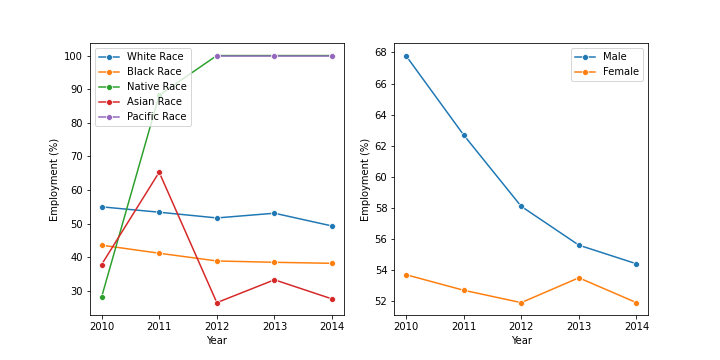 White Race
Black Race
Native Race
Asian Race
Pacific Race
100
90
80
70
60
50
40
30
Employment (%)
2010 2011 2012 2013 2014
Year
Male
Female
68
66
64
62
60
58
56
54
52
Employment (%)
2010 2011 2012 2013 2014
Year